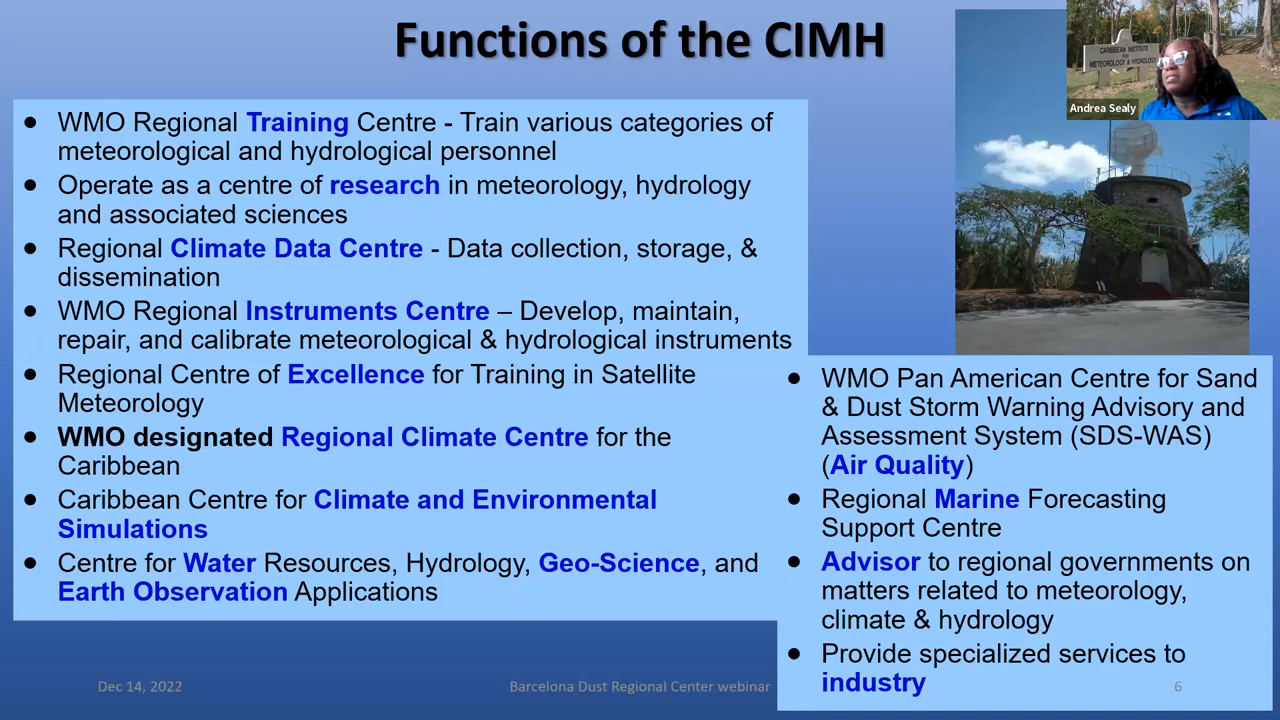 Functions of the CIMH
CARIBBEAN INSTITUTE
FOR
METEOROLOGY & HYDROLOGY
Andrea Sealy
● WMO Regional Training Centre - Train various categories of
meteorological and hydrological personnel
● Operate as a centre of research in meteorology, hydrology
and associated sciences
● Regional Climate Data Centre - Data collection, storage, &
dissemination
● WMO Regional Instruments Centre – Develop, maintain,
repair, and calibrate meteorological & hydrological instruments
● Regional Centre of Excellence for Training in Satellite
Meteorology
● WMO designated Regional Climate Centre for the
Caribbean
● Caribbean Centre for Climate and Environmental
Simulations
● Centre for Water Resources, Hydrology, Geo-Science, and
Earth Observation Applications
● WMO Pan American Centre for Sand
& Dust Storm Warning Advisory and
Assessment System (SDS-WAS)
(Air Quality)
● Regional Marine Forecasting
Support Centre
● Advisor to regional governments on
matters related to meteorology,
climate & hydrology
● Provide specialized services to
industry
Dec 14, 2022
Barcelona Dust Regional Center webinar
6